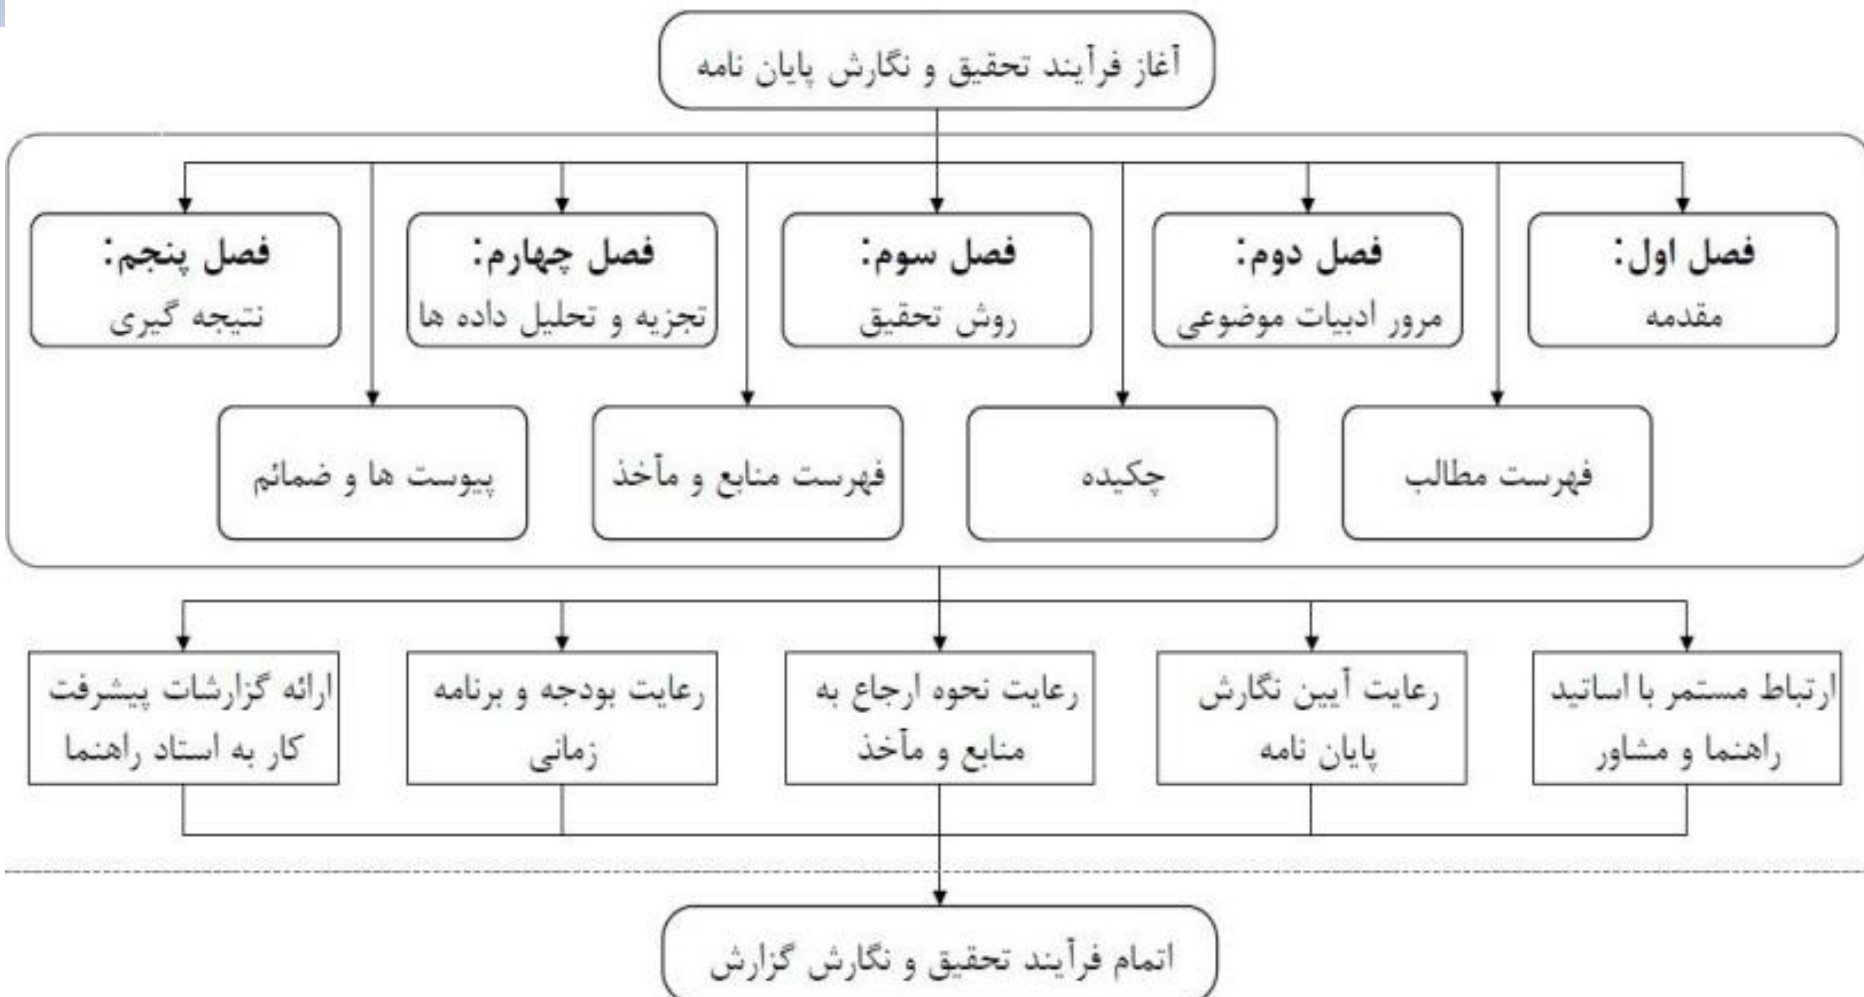 آغاز فرآیند تحقیق و نگارش پایان نامه
فصل اول:
مقدمه
فصل دوم:
مرور ادبیات موضوعی
فصل سوم:
روش تحقیق
فصل چهارم:
تجزیه و تحلیل داده ها
فصل پنجم:
نتیجه گیری
فهرست مطالب
چکیده
فهرست منابع و مآخذ
پیوست ها و ضمائم
ارتباط مستمر با اساتید
راهنما و مشاور
رعایت آیین نگارش
پایان نامه
رعایت نحوه ارجاع به
منابع و مآخذ
رعایت بودجه و برنامه
زمانی
ارائه گزارشات پیشرفت
کار به استاد راهنما
اتمام فرآیند تحقیق و نگارش گزارش